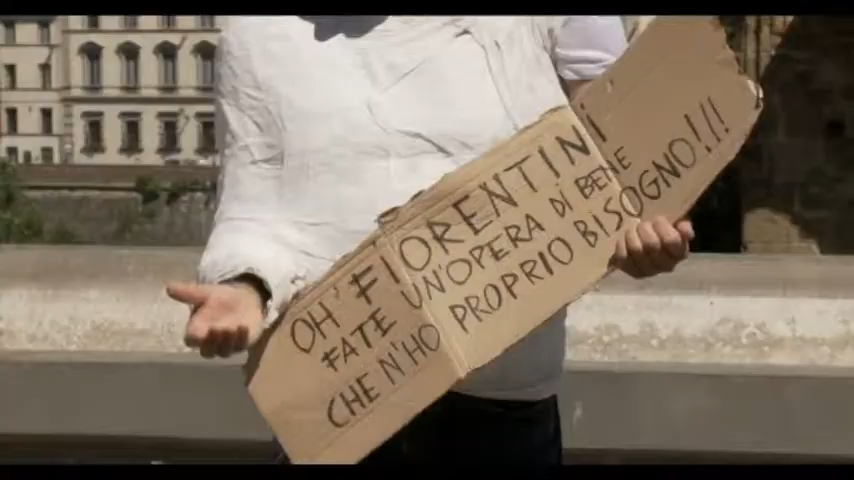 OH' FIORENTINI
FATE UN'OPERA DI BENE
CHE N'HO PROPRIO BISOGNO!!!